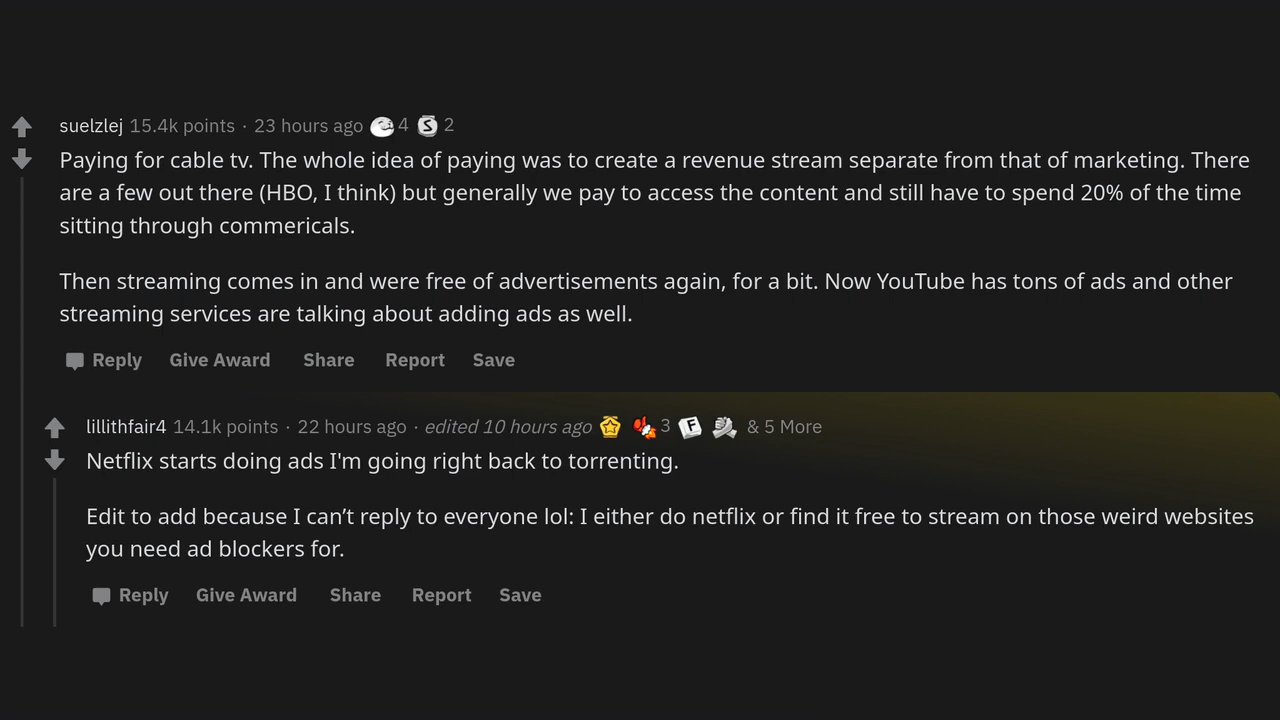 suelzlej 15.4k points · 23 hours ago 4 S 2
Paying for cable tv. The whole idea of paying was to create a revenue stream separate from that of marketing. There
are a few out there (HBO, I think) but generally we pay to access the content and still have to spend 20% of the time
sitting through commericals.
Then streaming comes in and were free of advertisements again, for a bit. Now YouTube has tons of ads and other
streaming services are talking about adding ads as well.
Reply Give Award Share Report Save
lillithfair4 14.1k points · 22 hours ago · edited 10 hours ago 3 F & 5 More
Netflix starts doing ads I'm going right back to torrenting.
Edit to add because I can’t reply to everyone lol: I either do netflix or find it free to stream on those weird websites
you need ad blockers for.
Reply Give Award Share Report Save